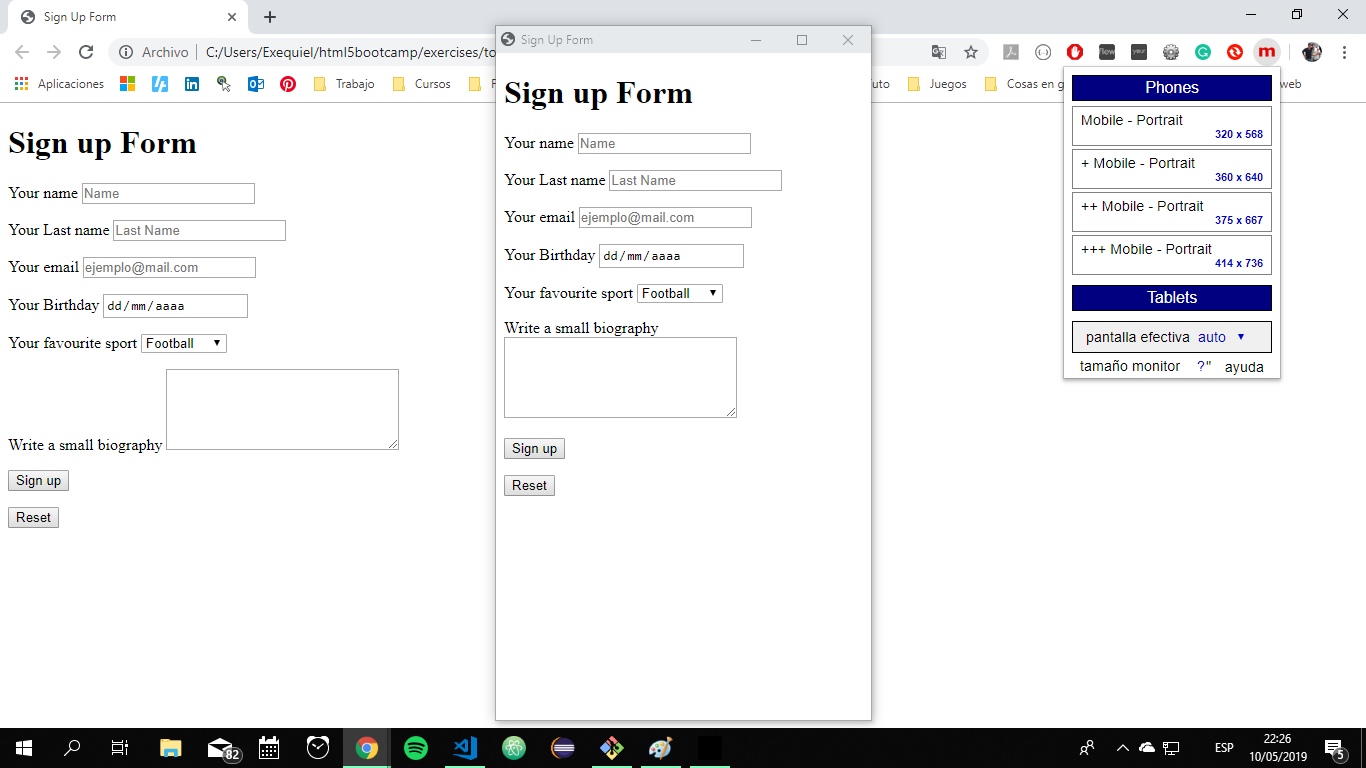 Sign Up Form
Archivo C:/Users/Exequiel/html5bootcamp/exercises/to
Aplicaciones
Trabajo
Cursos
Juegos
Cosas en g
web
Sign up Form
Your name Name
Your Last name Last Name
Your email ejemplo@mail.com
Your Birthday dd/mm/aaaa
Your favourite sport Football
Write a small biography
Sign up
Reset
Sign Up Form
Sign up Form
Your name Name
Your Last name Last Name
Your email ejemplo@mail.com
Your Birthday dd/mm/aaaa
Your favourite sport Football
Write a small biography
Sign up
Reset
Phones
Mobile - Portrait
320 x 568
+ Mobile - Portrait
360 x 640
++ Mobile - Portrait
375 x 667
+++ Mobile - Portrait
414 x 736
Tablets
pantalla efectiva auto
tamaño monitor ?" ayuda
82
ESP
22:26
10/05/2019
5